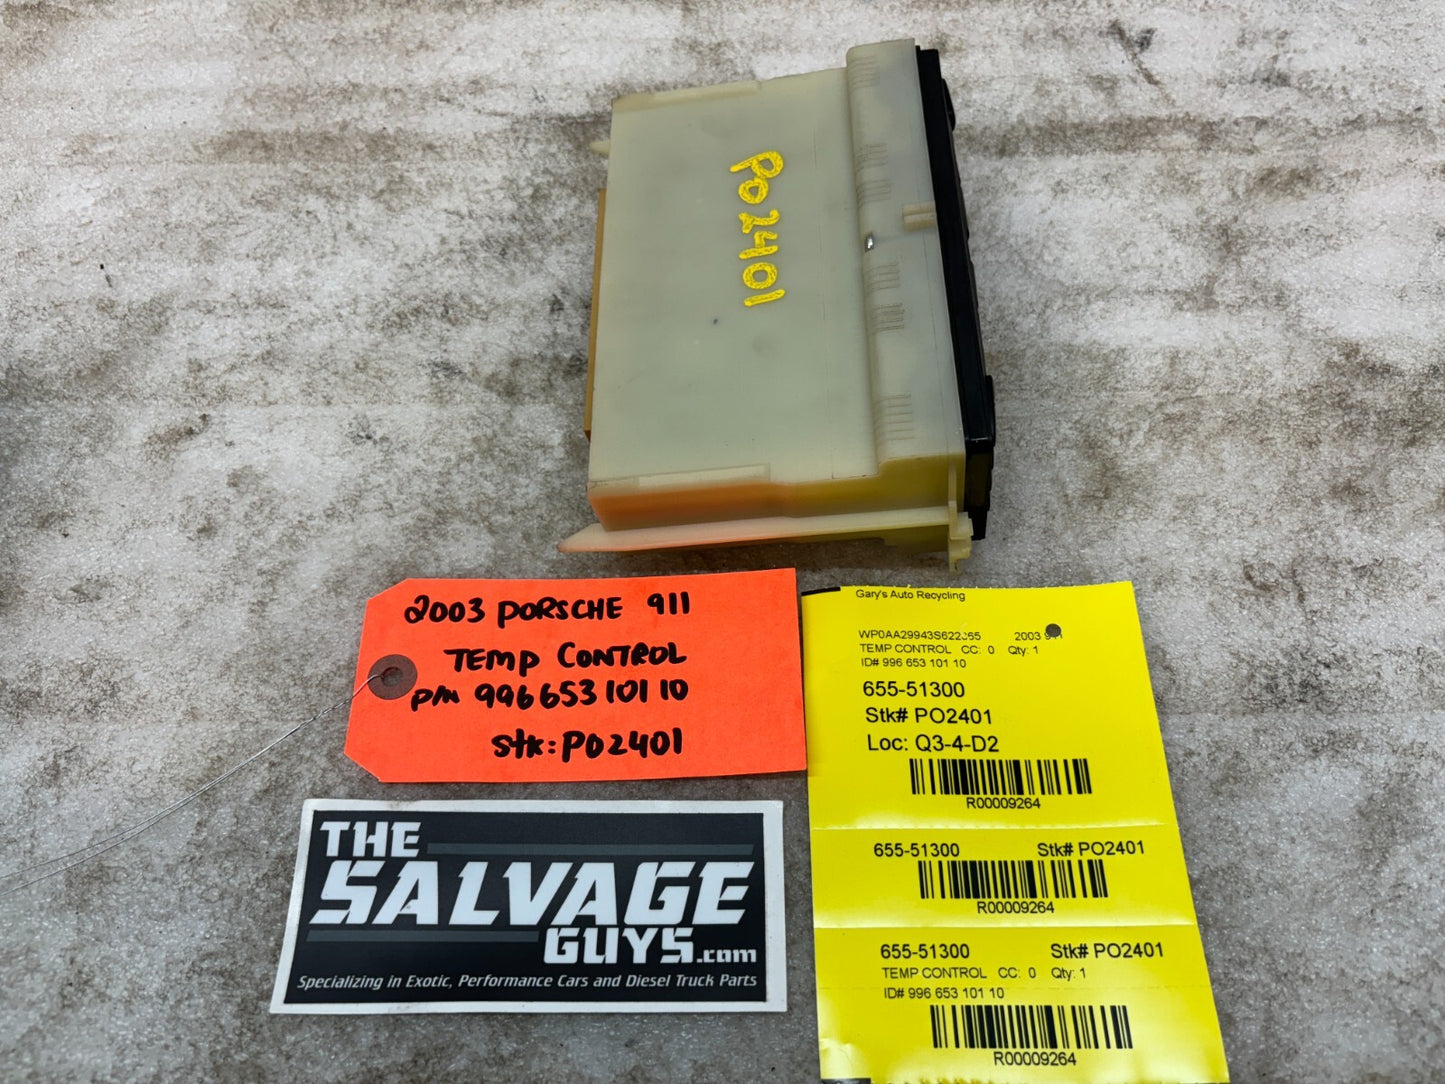 PO2401
2003 PORSCHE 911
TEMP CONTROL
P/N 996 653 101 10
Stk: PO2401
THE
SALVAGE
GUYS.com
Specializing in Exotic, Performance Cars and Diesel Truck Parts
Gary's Auto Recycling
2003
TEMP CONTROL CC: 0 Qty: 1
ID# 996 653 101 10
655-51300
Stk# PO2401
Loc: Q3-4-D2
R00009264
655-51300 Stk# PO2401
R00009264
655-51300 Stk# PO2401
TEMP CONTROL CC: 0 Qty: 1
ID# 996 653 101 10
R00009264